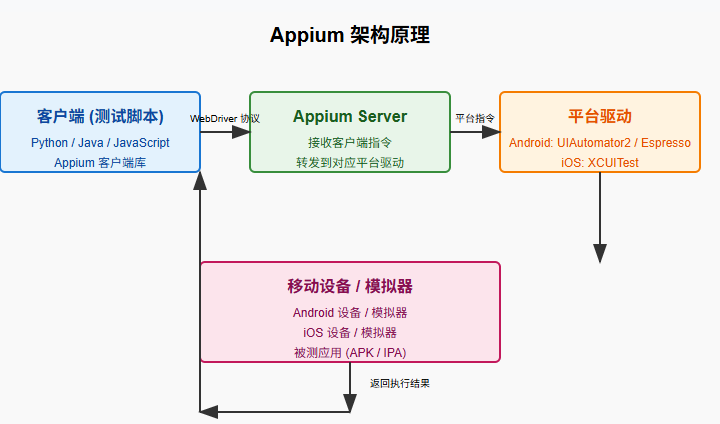 Appium 架构原理
客户端 (测试脚本)
Python / Java / JavaScript
Appium 客户端库
WebDriver 协议
Appium Server
接收客户端指令
转发到对应平台驱动
平台指令
平台驱动
Android: UIAutomator2 / Espresso
iOS: XCUITest
移动设备 / 模拟器
Android 设备 / 模拟器
iOS 设备 / 模拟器
被测应用 (APK / IPA)
返回执行结果